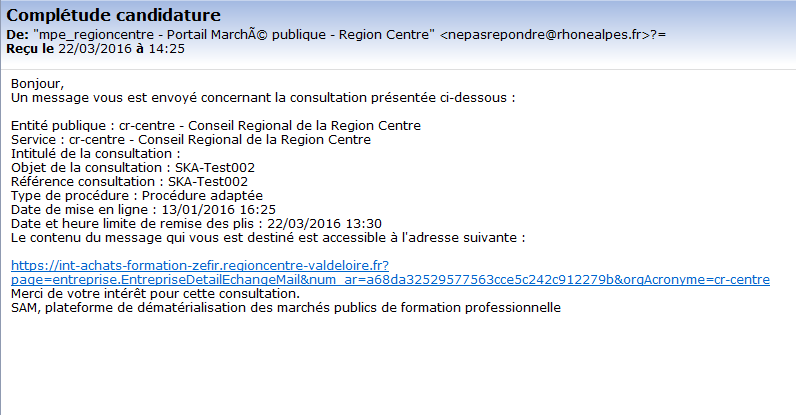 Complétude candidature
De: "mpe_regioncentre - Portail MarchÃ© publique - Region Centre" <nepasrepondre@rhonealpes.fr>?=
Reçu le 22/03/2016 à 14:25
Bonjour,
Un message vous est envoyé concernant la consultation présentée ci-dessous :
Entité publique : cr-centre - Conseil Regional de la Region Centre
Service : cr-centre - Conseil Regional de la Region Centre
Intitulé de la consultation :
Objet de la consultation : SKA-Test002
Référence consultation : SKA-Test002
Type de procédure : Procédure adaptée
Date de mise en ligne : 13/01/2016 16:25
Date et heure limite de remise des plis : 22/03/2016 13:30
Le contenu du message qui vous est destiné est accessible à l'adresse suivante :
https://int-achats-formation-zefir.regioncentre-valdeloire.fr?
page=entreprise.EntrepriseDetailEchangeMail&num_ar=a68da32529577563cce5c242c912279b&orgAcronyme=cr-centre
Merci de votre intérêt pour cette consultation.
SAM, plateforme de dématérialisation des marchés publics de formation professionnelle